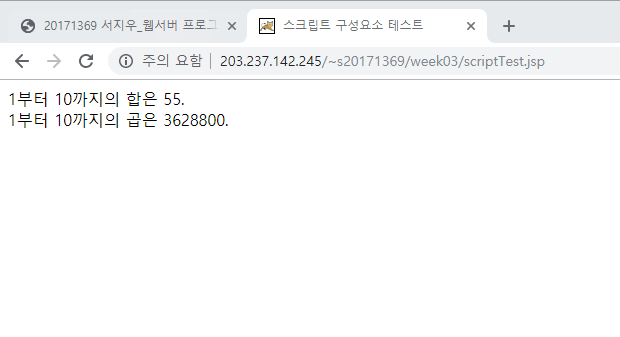 20171369 서지우_웹서버 프로그
스크립트 구성요소 테스트
주의 요함 | 203.237.142.245/~s20171369/week03/scriptTest.jsp
1부터 10까지의 합은 55.
1부터 10까지의 곱은 3628800.